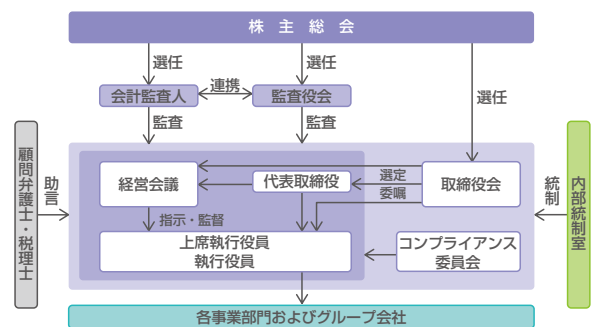 株主総会
選任
選任
選任
会計監査人
連携
監査役会
監査
監査
顧問弁護士・税理士
助言
経営会議
代表取締役
選定
委嘱
取締役会
統制
内部統制室
指示・監督
上席執行役員
執行役員
コンプライアンス
委員会
各事業部門およびグループ会社